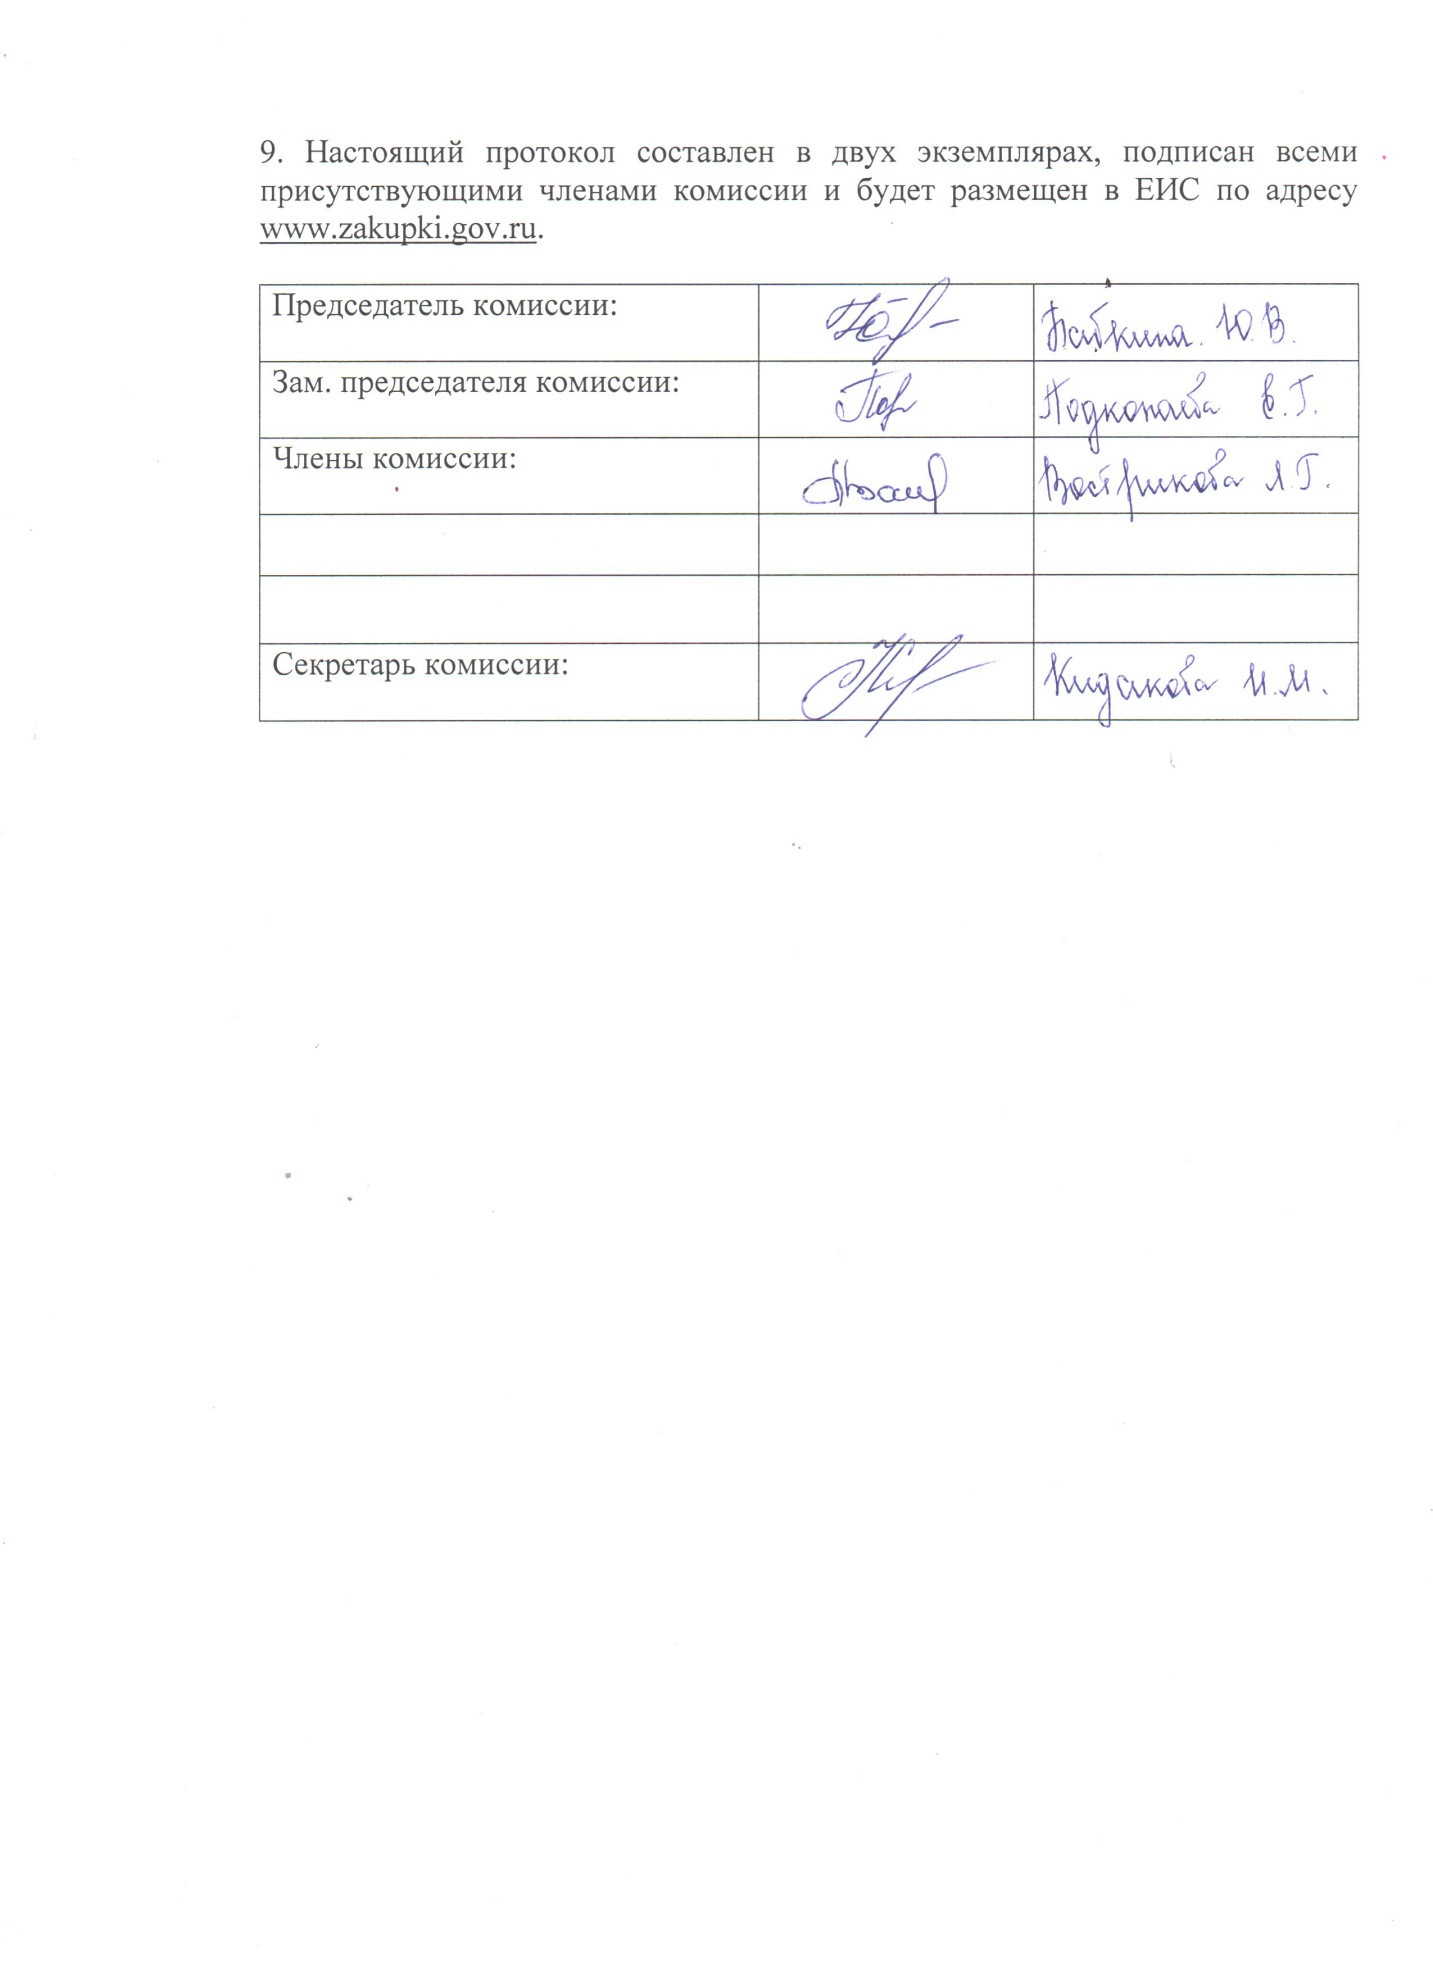 9. Настоящий протокол составлен в двух экземплярах, подписан всеми
присутствующими членами комиссии и будет размещен в ЕИС по адресу
www.zakupki.gov.ru.
Председатель комиссии: Ю.В.
Зам. председателя комиссии: Подкопаева Е.Г.
Члены комиссии: Вострикова Л.Г.
Секретарь комиссии: Кидакова И.М.